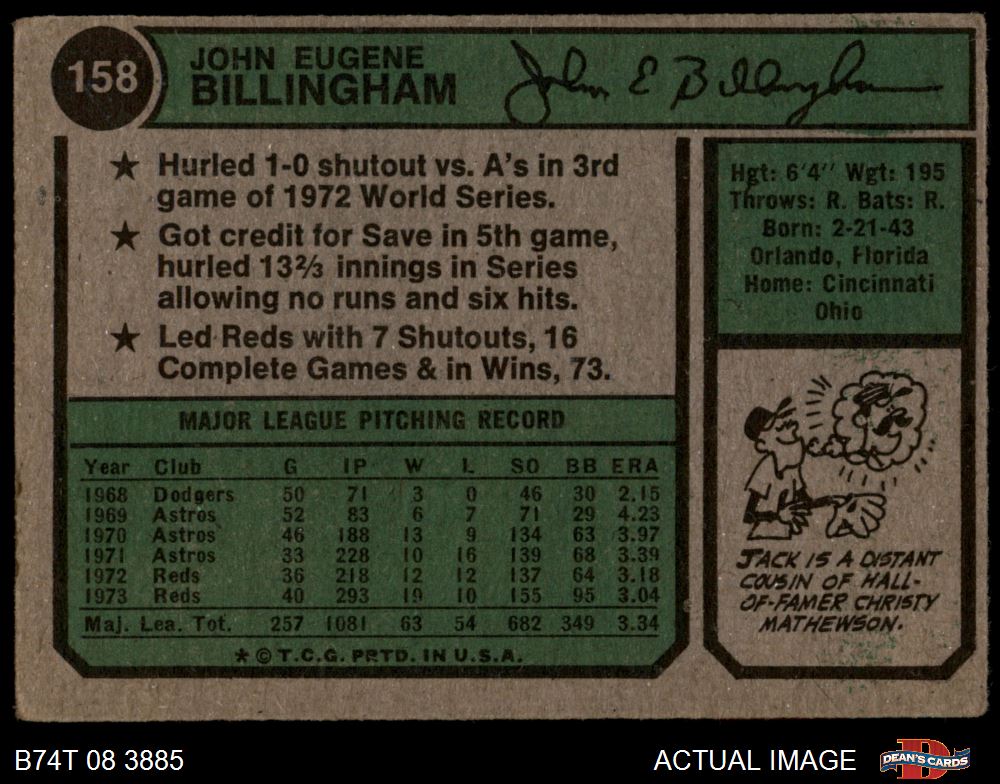 158
JOHN EUGENE
BILLINGHAM
John E Billingham
★ Hurled 1-0 shutout vs. A's in 3rd
game of 1972 World Series.
★ Got credit for Save in 5th game,
hurled 13⅔ innings in Series
allowing no runs and six hits.
★ Led Reds with 7 Shutouts, 16
Complete Games & in Wins, 73.
Hgt: 6'4" Wgt: 195
Throws: R. Bats: R.
Born: 2-21-43
Orlando, Florida
Home: Cincinnati
Ohio
MAJOR LEAGUE PITCHING RECORD
Year Club G IP W L SO BB ERA
1968 Dodgers 50 71 3 0 46 30 2.15
1969 Astros 52 83 6 7 71 29 4.23
1970 Astros 46 188 13 9 134 63 3.97
1971 Astros 33 228 10 16 139 68 3.39
1972 Reds 36 218 12 12 137 64 3.18
1973 Reds 40 293 19 10 155 95 3.04
Maj. Lea. Tot. 257 1081 63 54 682 349 3.34
★ © T.C.G. PRTD. IN U.S.A.
JACK IS A DISTANT
COUSIN OF HALL-
OF-FAMER CHRISTY
MATHEWSON.
B74T 08 3885
ACTUAL IMAGE
D
DEAN'S CARDS